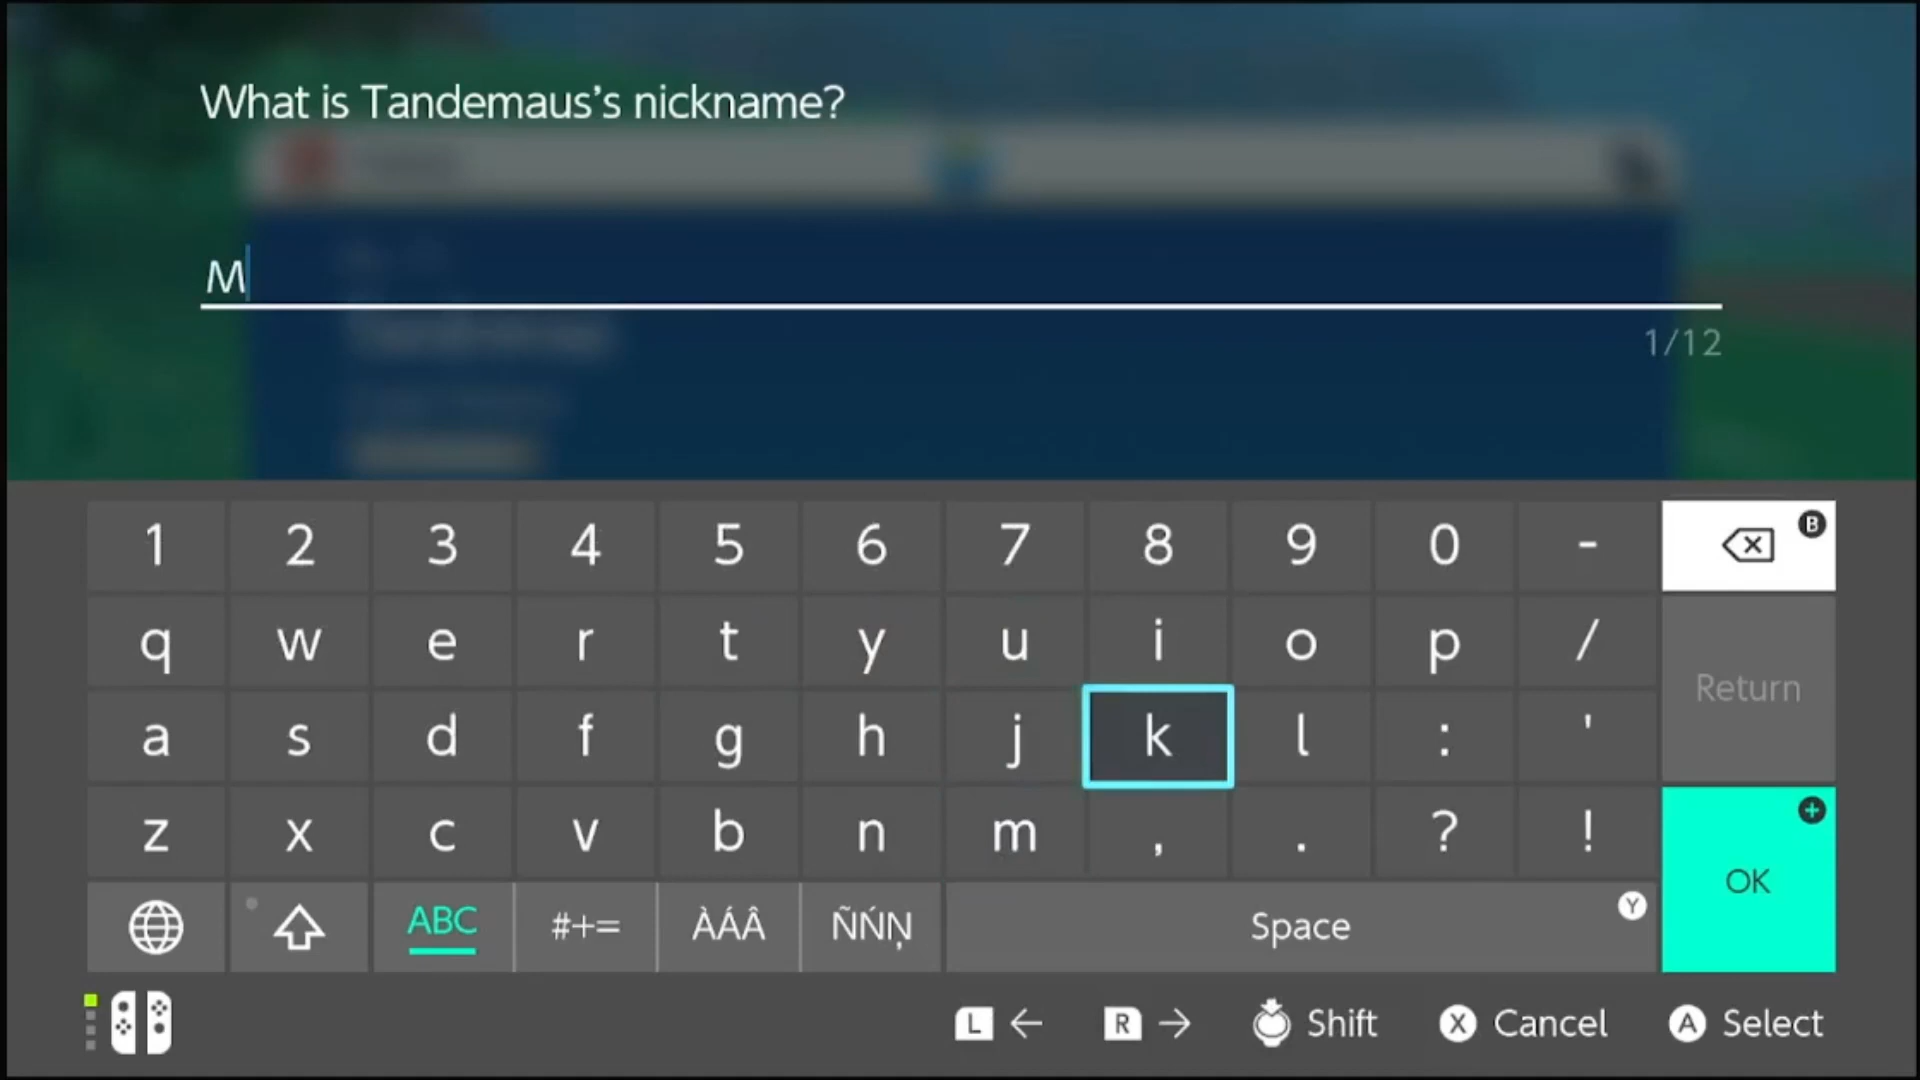 What is Tandemaus's nickname?
M
1/12
1 2 3 4 5 6 7 8 9 0 - B
q w e r t y u i o p /
Return
a s d f g h j k l : '
z x c v b n m , . ? ! +
OK
ABC #+= ÀÁÂ ÑŃŅ Space Y
L ← R → Shift X Cancel A Select